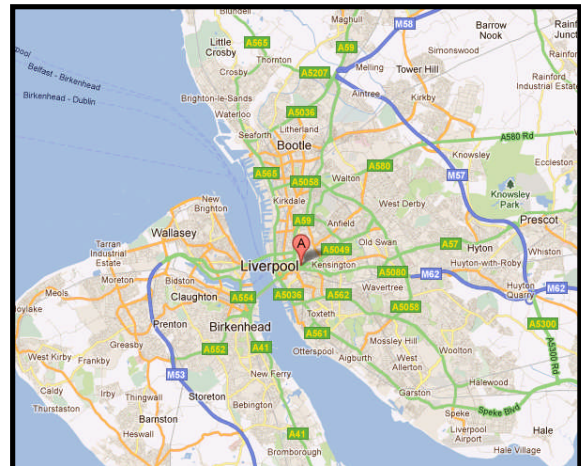 Blundell
Maghull
M58
Barrow
Nook
Rainford
Junction
Little
Crosby
A565
A59
Simonswood
Thornton
Melling
Tower Hill
Crosby
A5207
Rainford
Industrial Estate
Belfast - Birkenhead
Aintree
Kirkby
Birkenhead - Dublin
Brighton-le-Sands
A5036
Waterloo
Litherland
Seaforth
Bootle
A580 Rd
Knowsley
A580
Eccleston
A565
A5058
Walton
M57
Kirkdale
Knowsley
Park
New
Brighton
West Derby
A59
Anfield
Prescot
Wallasey
A
Old Swan
A57
Tarran
Industrial
Estate
A5049
Hyton
Whiston
Liverpool
Kensington
Huyton-with-Roby
Moreton
Bidston
A5080
M62
Meols
Claughton
A554
A5036
A562
Wavertree
Huyton
Quarry
M62
Hoylake
Toxteth
A5058
Prenton
Birkenhead
A5300
Greasby
A561
Mossley Hill
A552
A41
Otterspool
Woolton
A5300 Rd
West Kirby
Frankby
Aigburth
West
Allerton
M53
New Ferry
Halewood
Caldy
Irby
Thingwall
Storeton
Bebington
Garston
Thurstaston
Barnston
Speke
Speke Blvd
Heswall
A41
Liverpool
Airport
Hale
Bromborough
Hale Village